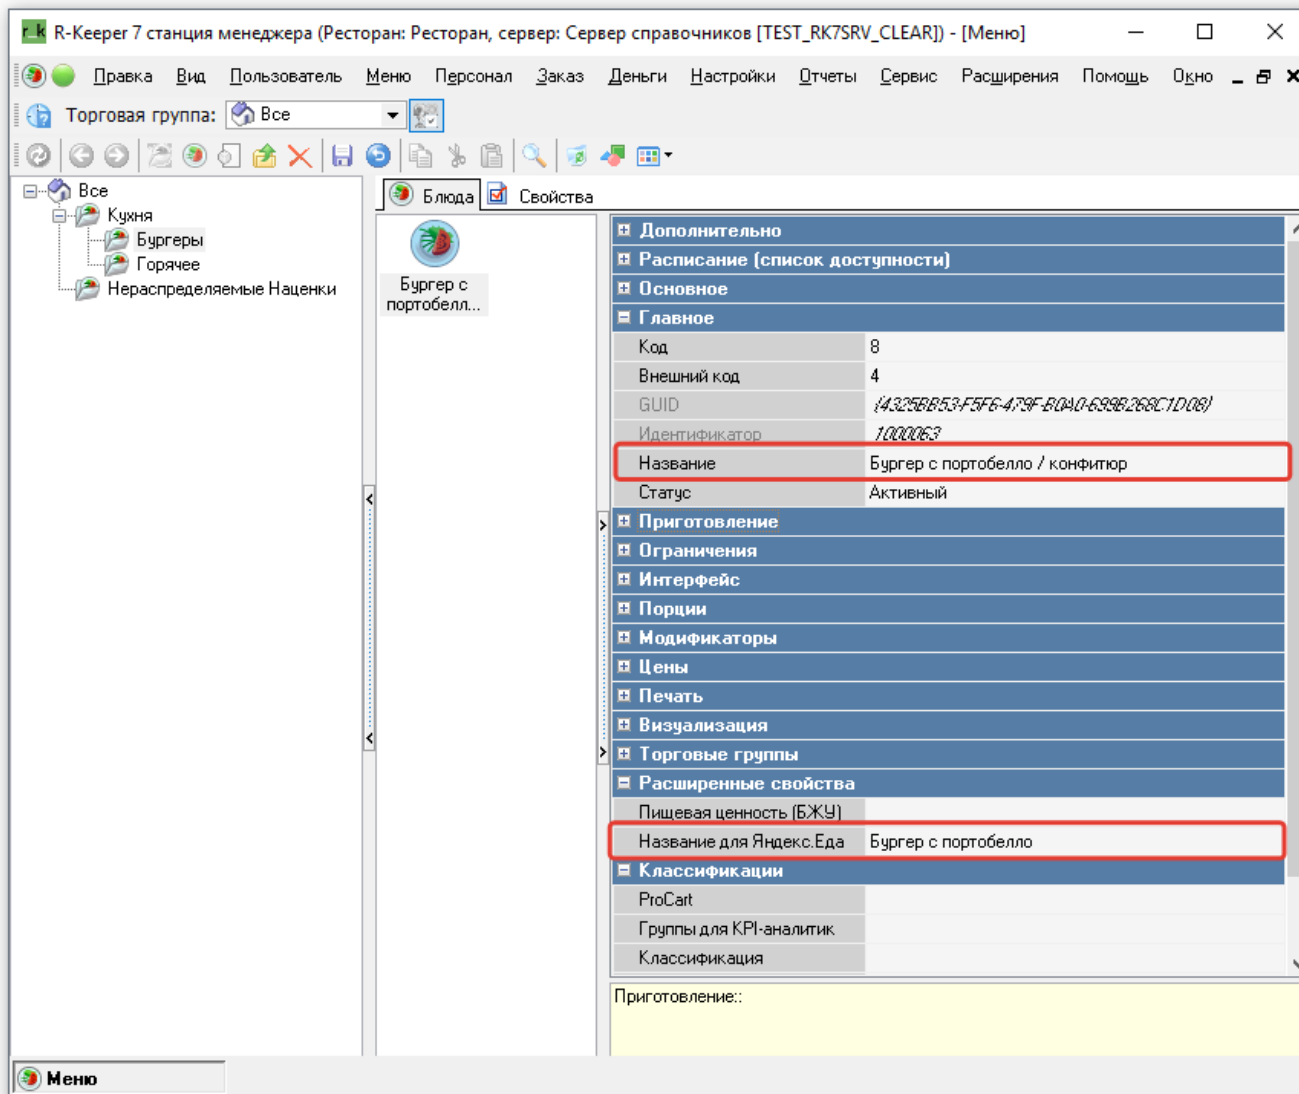 r_k R-Keeper 7 станция менеджера (Ресторан: Ресторан, сервер: Сервер справочников [TEST_RK7SRV_CLEAR]) - [Меню]
Правка Вид Пользователь Меню Персонал Заказ Деньги Настройки Отчеты Сервис Расширения Помощь Окно
Торговая группа: Все
Все
Кухня
Бургеры
Горячее
Нераспределяемые Наценки
Блюда Свойства
Бургер с
портобелл...
Дополнительно
Расписание (список доступности)
Основное
Главное
Код 8
Внешний код 4
GUID {4325BB53-F5F6-479F-B0A0-699B268C1D08}
Идентификатор 1000063
Название Бургер с портобелло / конфитюр
Статус Активный
Приготовление
Ограничения
Интерфейс
Порции
Модификаторы
Цены
Печать
Визуализация
Торговые группы
Расширенные свойства
Пищевая ценность (БЖУ)
Название для Яндекс.Еда Бургер с портобелло
Классификации
ProCart
Группы для KPI-аналитик
Классификация
Приготовление::
Меню